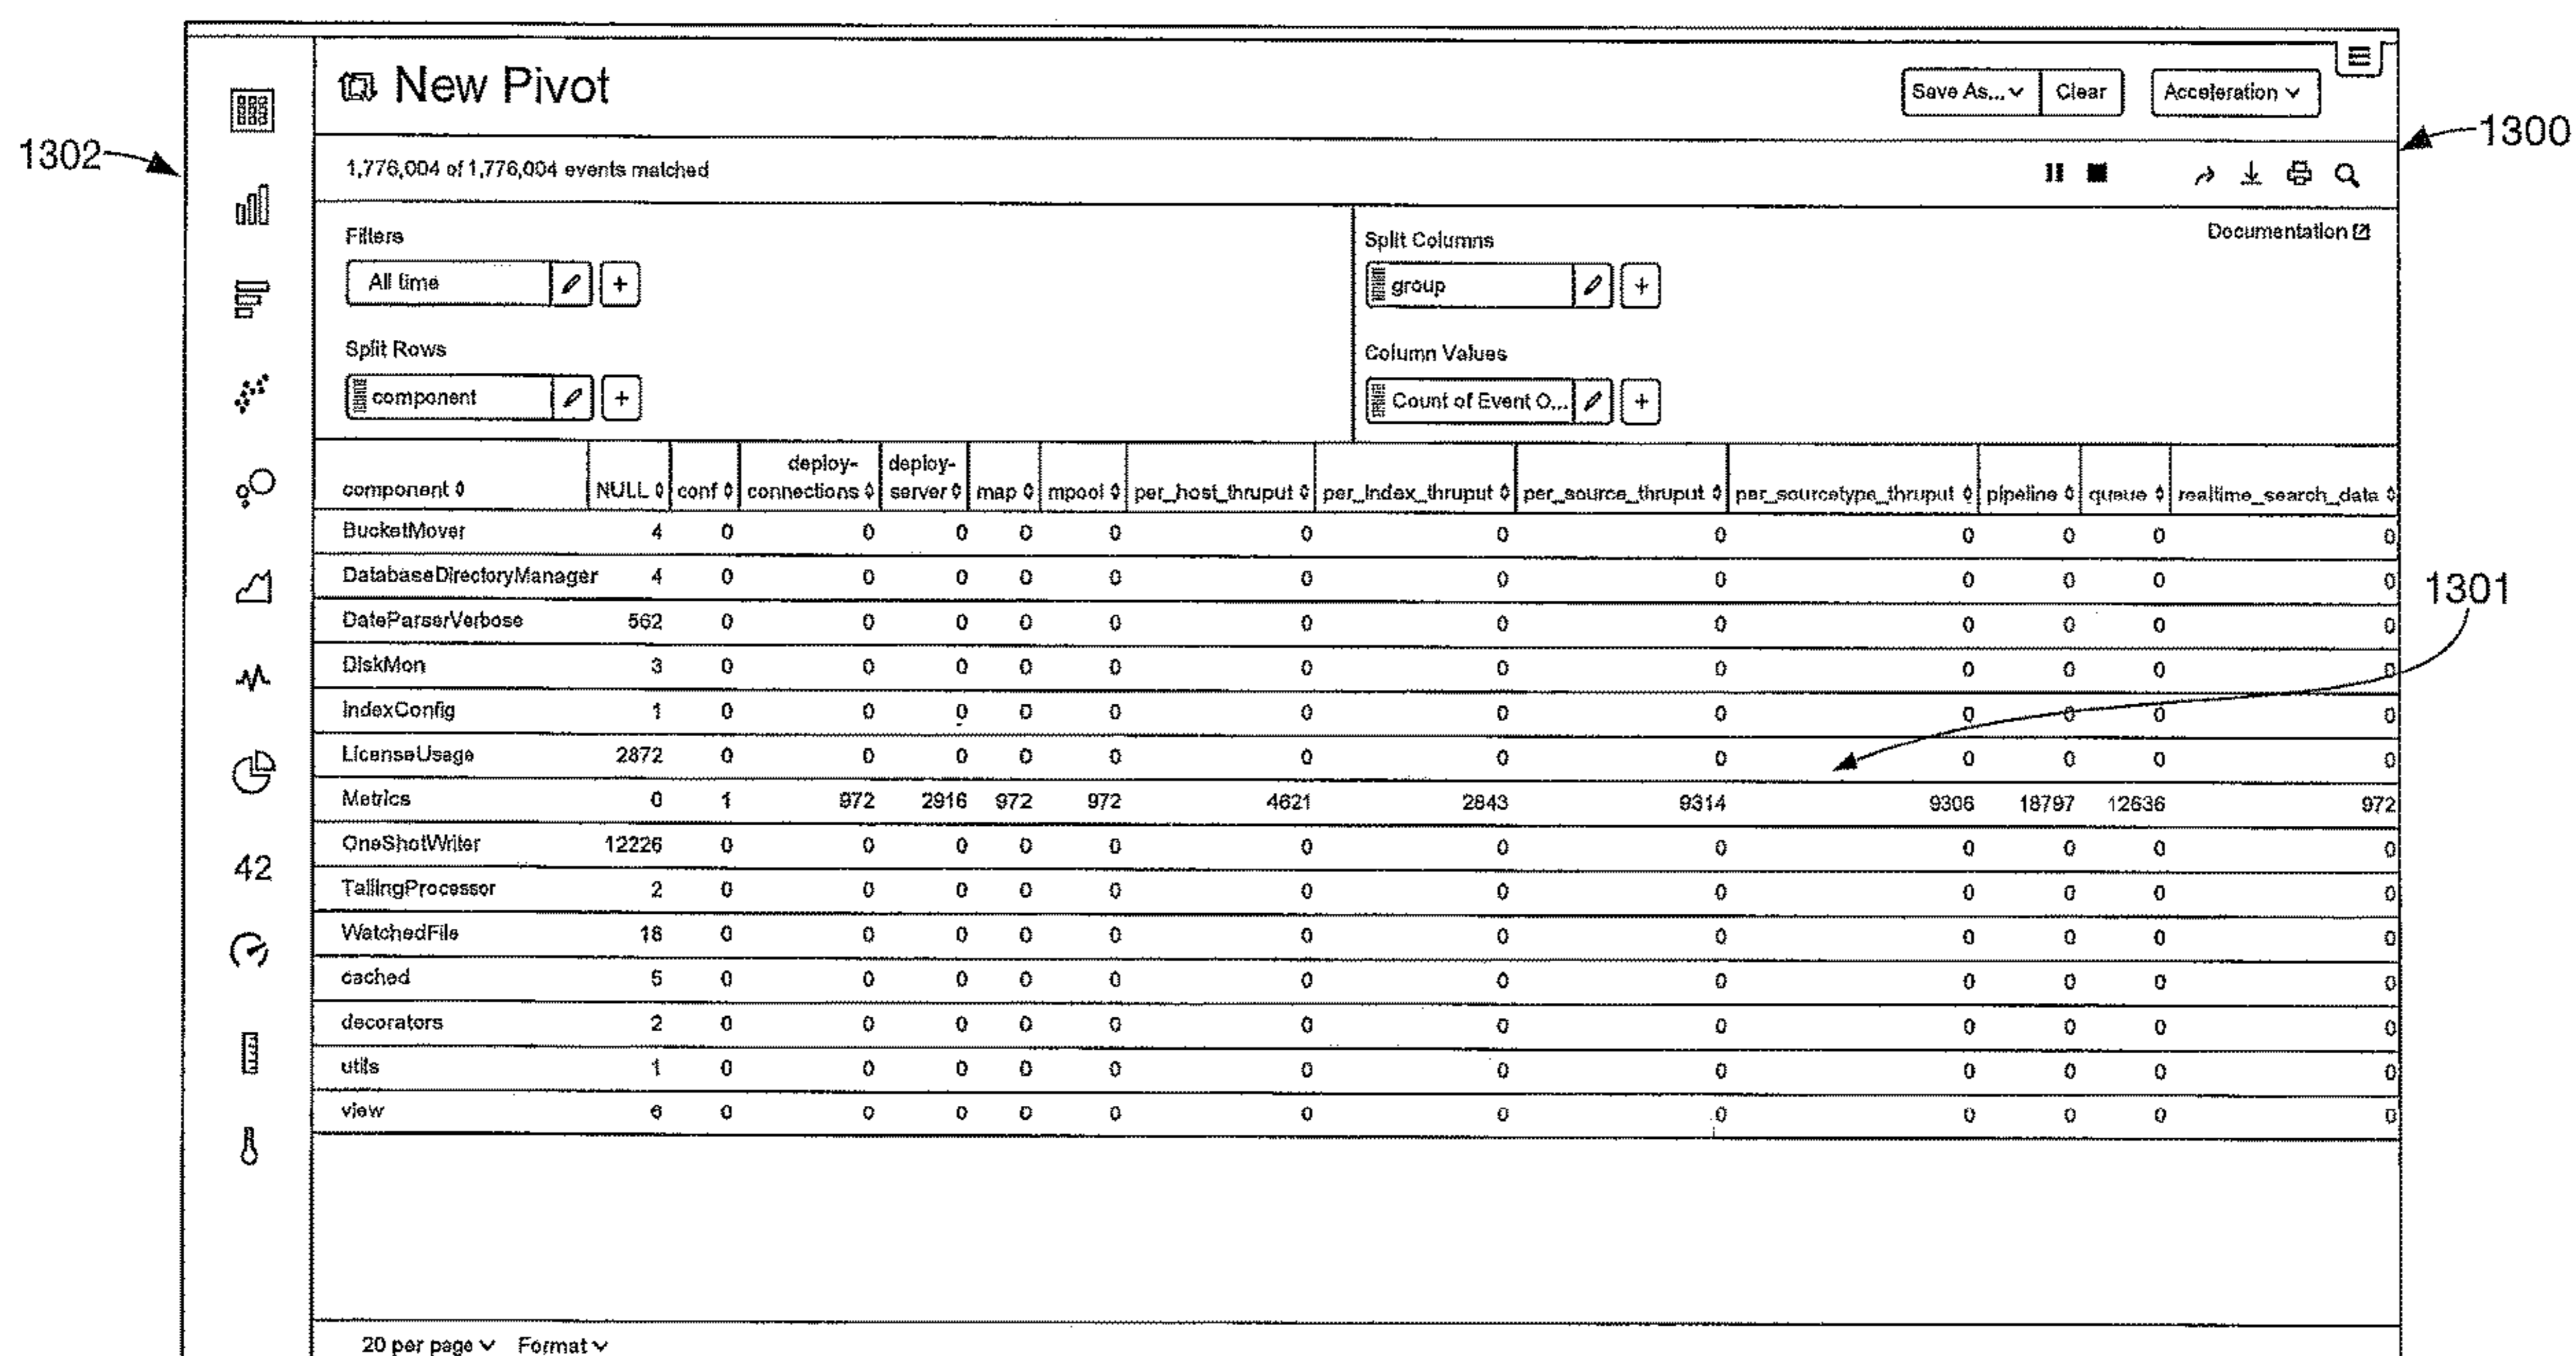 New Pivot
Save As... Clear Acceleration
1300
1302
1,776,004 of 1,776,004 events matched
Filters
Split Columns
Documentation
All time
+
group
+
Split Rows
Column Values
component
+
Count of Event O...
+
component NULL conf deploy-connections deploy-server map mpool per_host_thruput per_index_thruput per_source_thruput per_sourcetype_thruput pipeline queue realtime_search_data
BucketMover 4 0 0 0 0 0 0 0 0 0 0 0 0
DatabaseDirectoryManager 4 0 0 0 0 0 0 0 0 0 0 0 0
1301
DateParserVerbose 562 0 0 0 0 0 0 0 0 0 0 0 0
DiskMon 3 0 0 0 0 0 0 0 0 0 0 0 0
IndexConfig 1 0 0 0 0 0 0 0 0 0 0 0 0
LicenseUsage 2872 0 0 0 0 0 0 0 0 0 0 0 0
Metrics 0 1 972 2916 972 972 4621 2843 9314 9306 18797 12636 972
OneShotWriter 12226 0 0 0 0 0 0 0 0 0 0 0 0
42
TailingProcessor 2 0 0 0 0 0 0 0 0 0 0 0 0
WatchedFile 16 0 0 0 0 0 0 0 0 0 0 0 0
cached 5 0 0 0 0 0 0 0 0 0 0 0 0
decorators 2 0 0 0 0 0 0 0 0 0 0 0 0
utils 1 0 0 0 0 0 0 0 0 0 0 0 0
view 6 0 0 0 0 0 0 0 0 0 0 0 0
20 per page Format